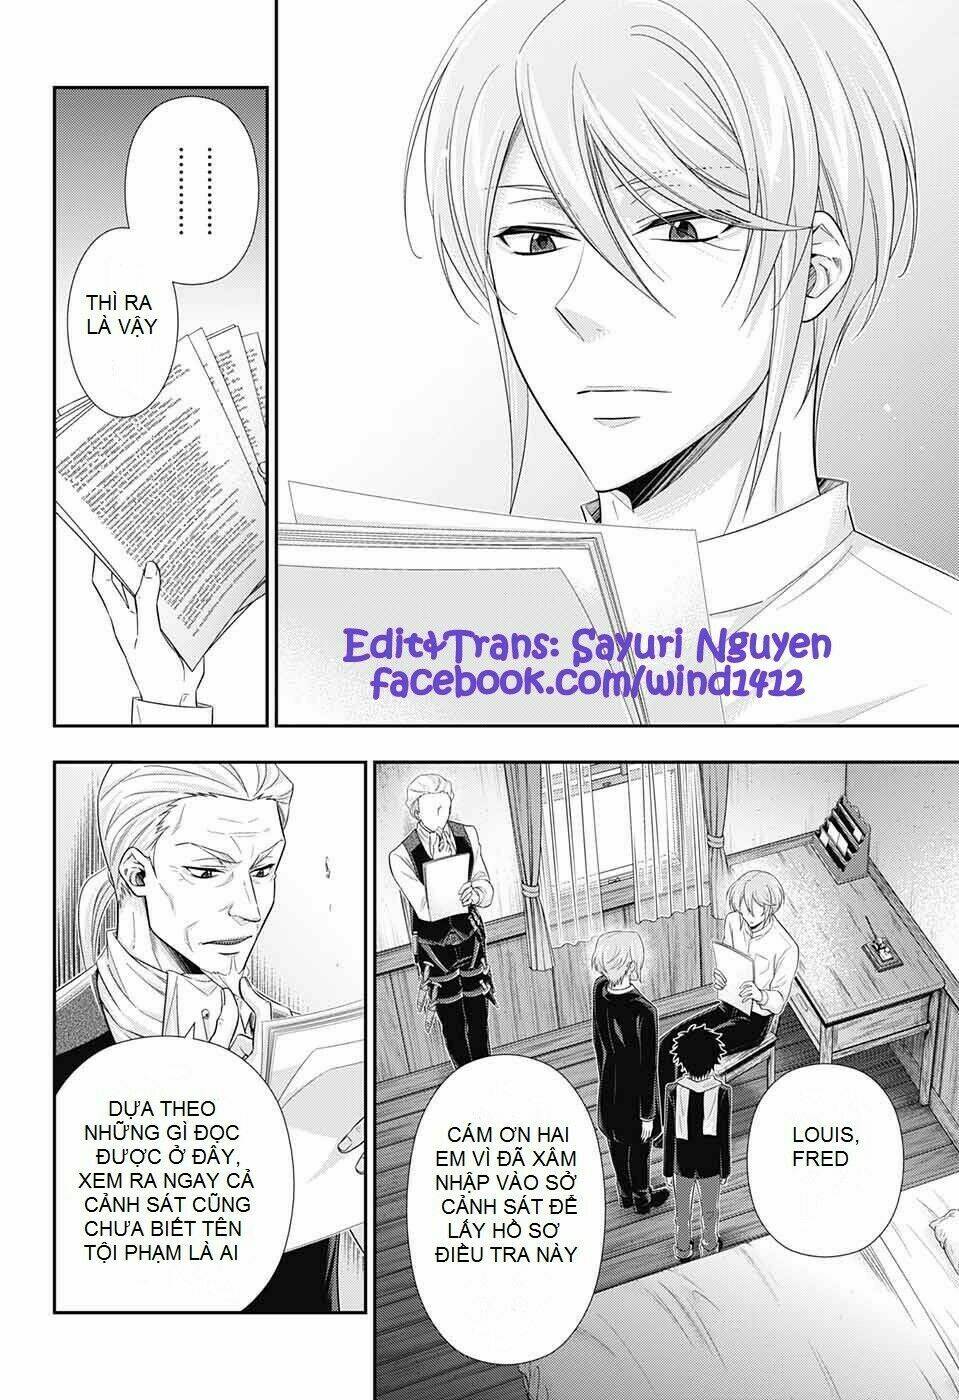 …………
…………
THÌ RA
LÀ VẬY
Edit&Trans: Sayuri Nguyen
facebook.com/wind1412
LOUIS,
FRED
CÁM ƠN HAI
EM VÌ ĐÃ XÂM
NHẬP VÀO SỞ
CẢNH SÁT ĐỂ
LẤY HỒ SƠ
ĐIỀU TRA NÀY
DỰA THEO
NHỮNG GÌ ĐỌC
ĐƯỢC Ở ĐÂY,
XEM RA NGAY CẢ
CẢNH SÁT CŨNG
CHƯA BIẾT TÊN
TỘI PHẠM LÀ AI